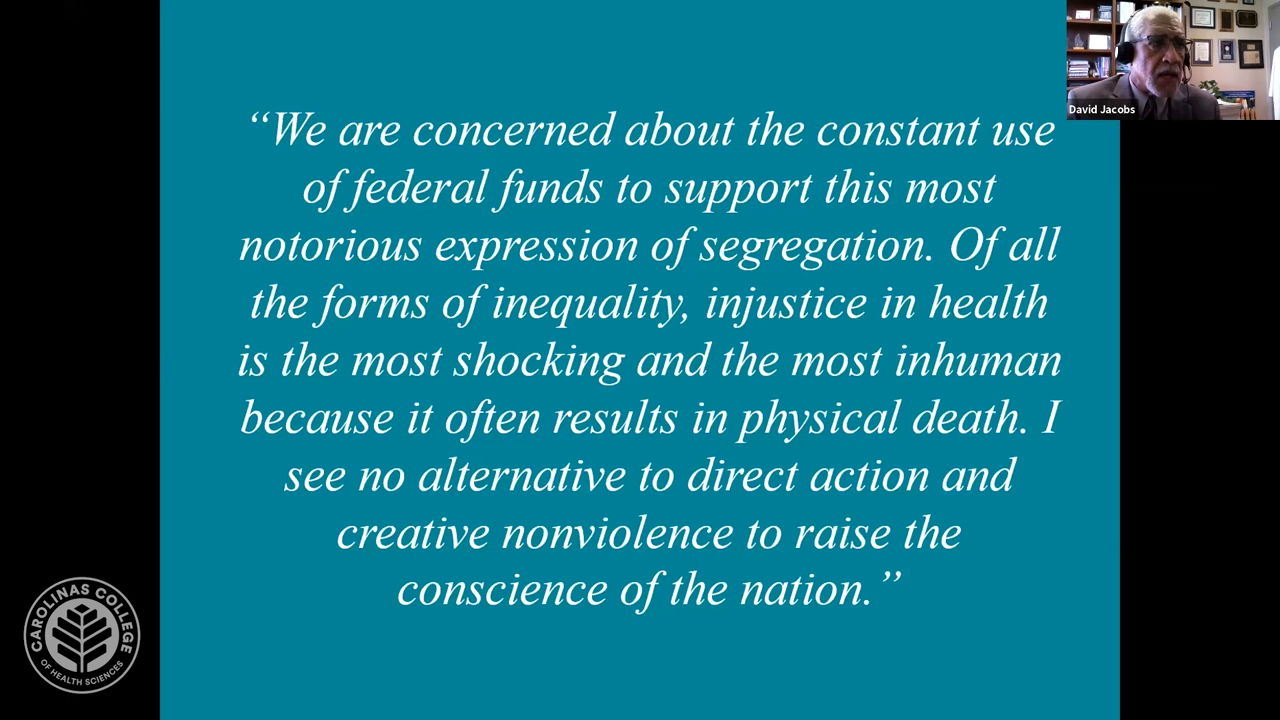 David Jacobs
“We are concerned about the constant use
of federal funds to support this most
notorious expression of segregation. Of all
the forms of inequality, injustice in health
is the most shocking and the most inhuman
because it often results in physical death. I
see no alternative to direct action and
creative nonviolence to raise the
conscience of the nation.”
CAROLINAS COLLEGE
OF HEALTH SCIENCES